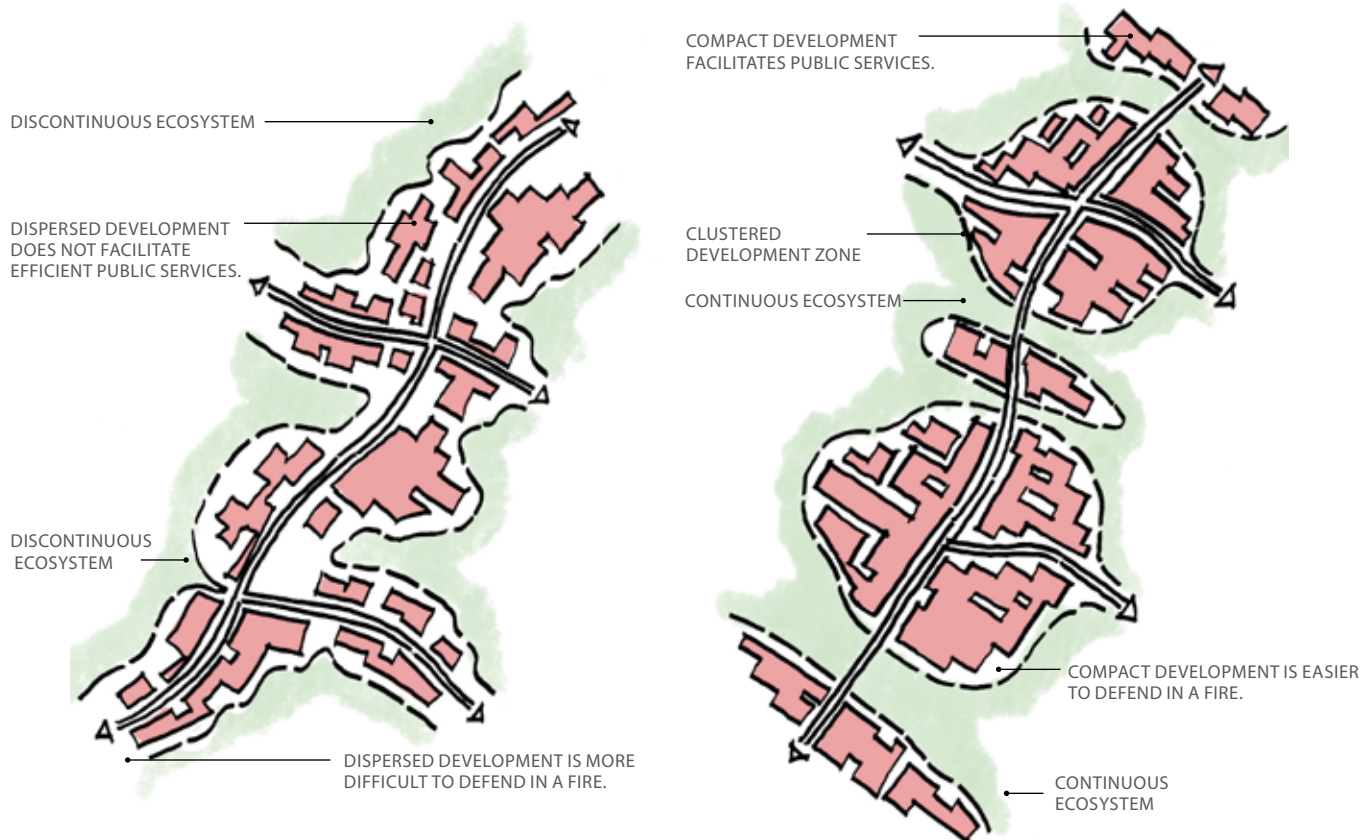 DISCONTINUOUS ECOSYSTEM
DISPERSED DEVELOPMENT
DOES NOT FACILITATE
EFFICIENT PUBLIC SERVICES.
DISCONTINUOUS
ECOSYSTEM
DISPERSED DEVELOPMENT IS MORE
DIFFICULT TO DEFEND IN A FIRE.
COMPACT DEVELOPMENT
FACILITATES PUBLIC SERVICES.
CLUSTERED
DEVELOPMENT ZONE
CONTINUOUS ECOSYSTEM
COMPACT DEVELOPMENT IS EASIER
TO DEFEND IN A FIRE.
CONTINUOUS
ECOSYSTEM